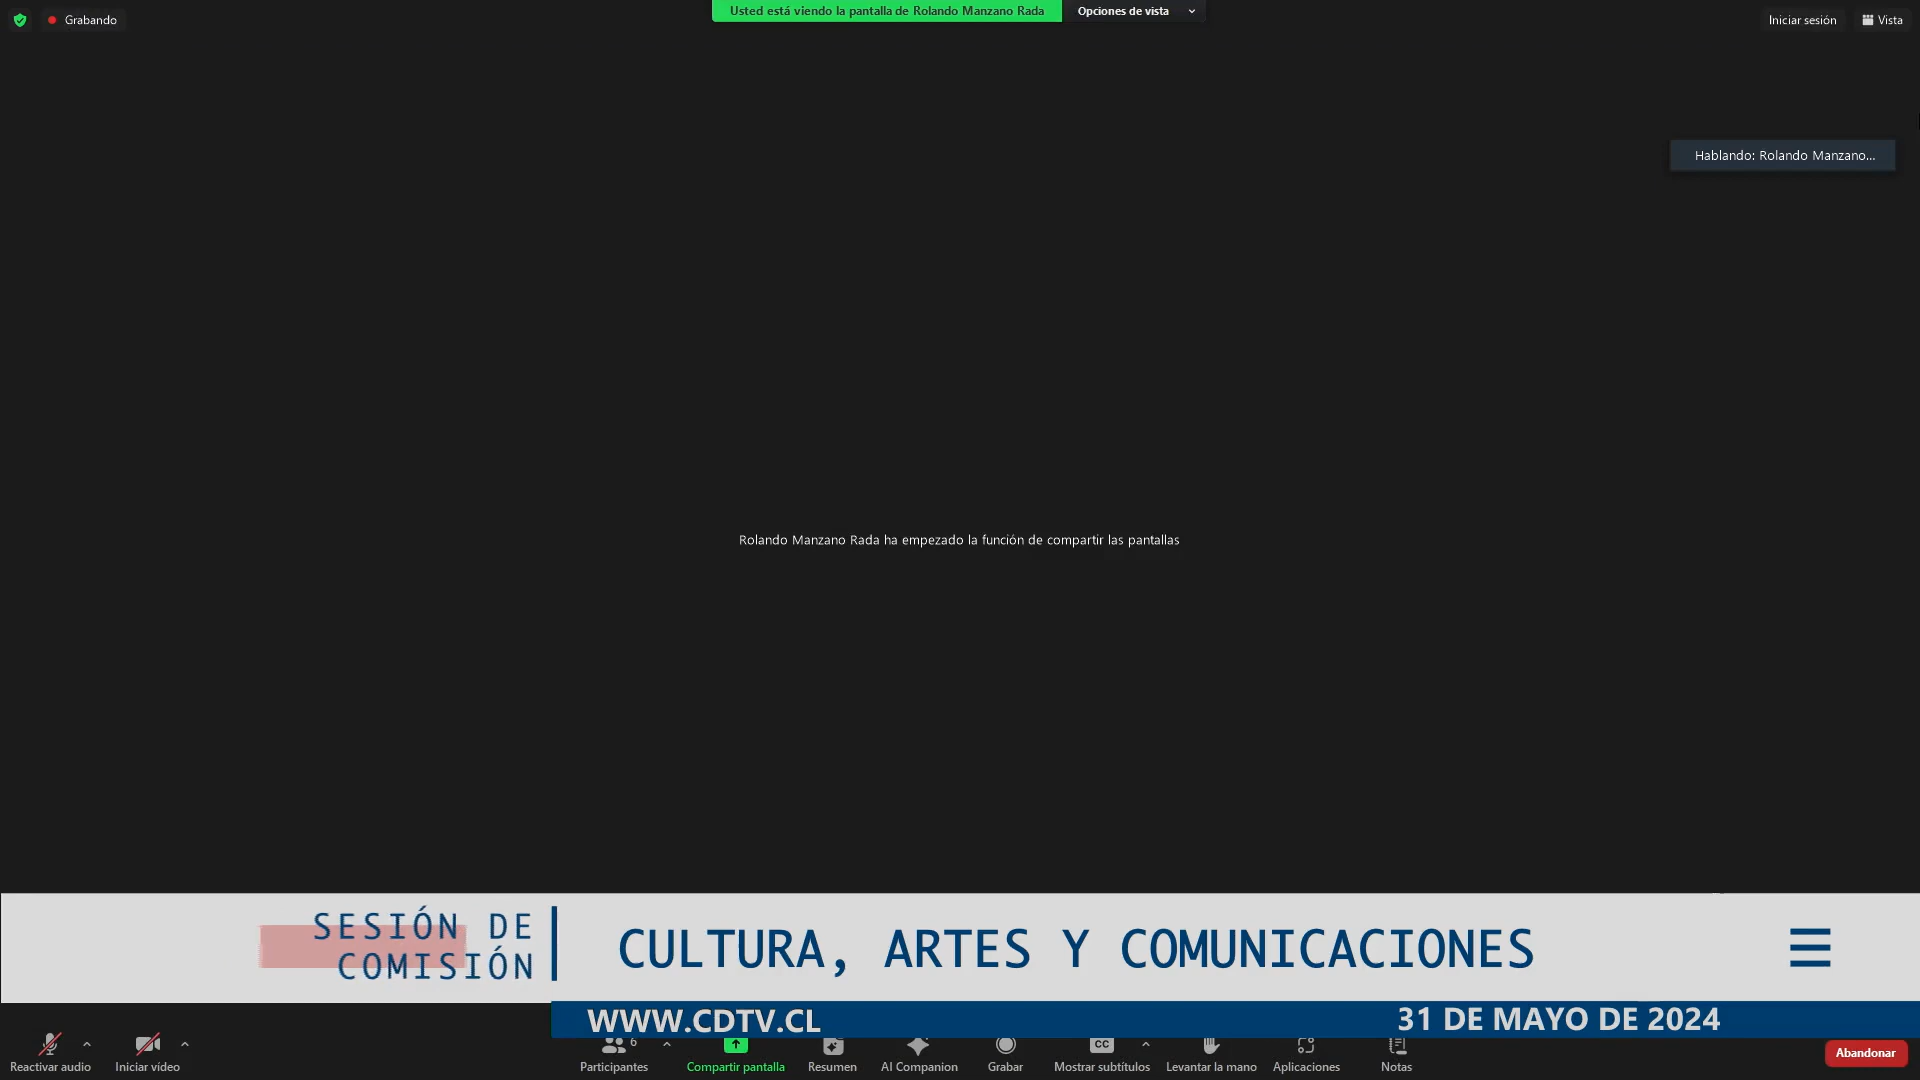 Grabando
Usted está viendo la pantalla de Rolando Manzano Rada
Opciones de vista
Iniciar sesión
Vista
Hablando: Rolando Manzano...
Rolando Manzano Rada ha empezado la función de compartir las pantallas
SESIÓN DE
COMISIÓN
CULTURA, ARTES Y COMUNICACIONES
WWW.CDTV.CL
31 DE MAYO DE 2024
Reactivar audio
Iniciar vídeo
6
Participantes
Compartir pantalla
Resumen
AI Companion
Grabar
CC
Mostrar subtítulos
Levantar la mano
Aplicaciones
Notas
Abandonar